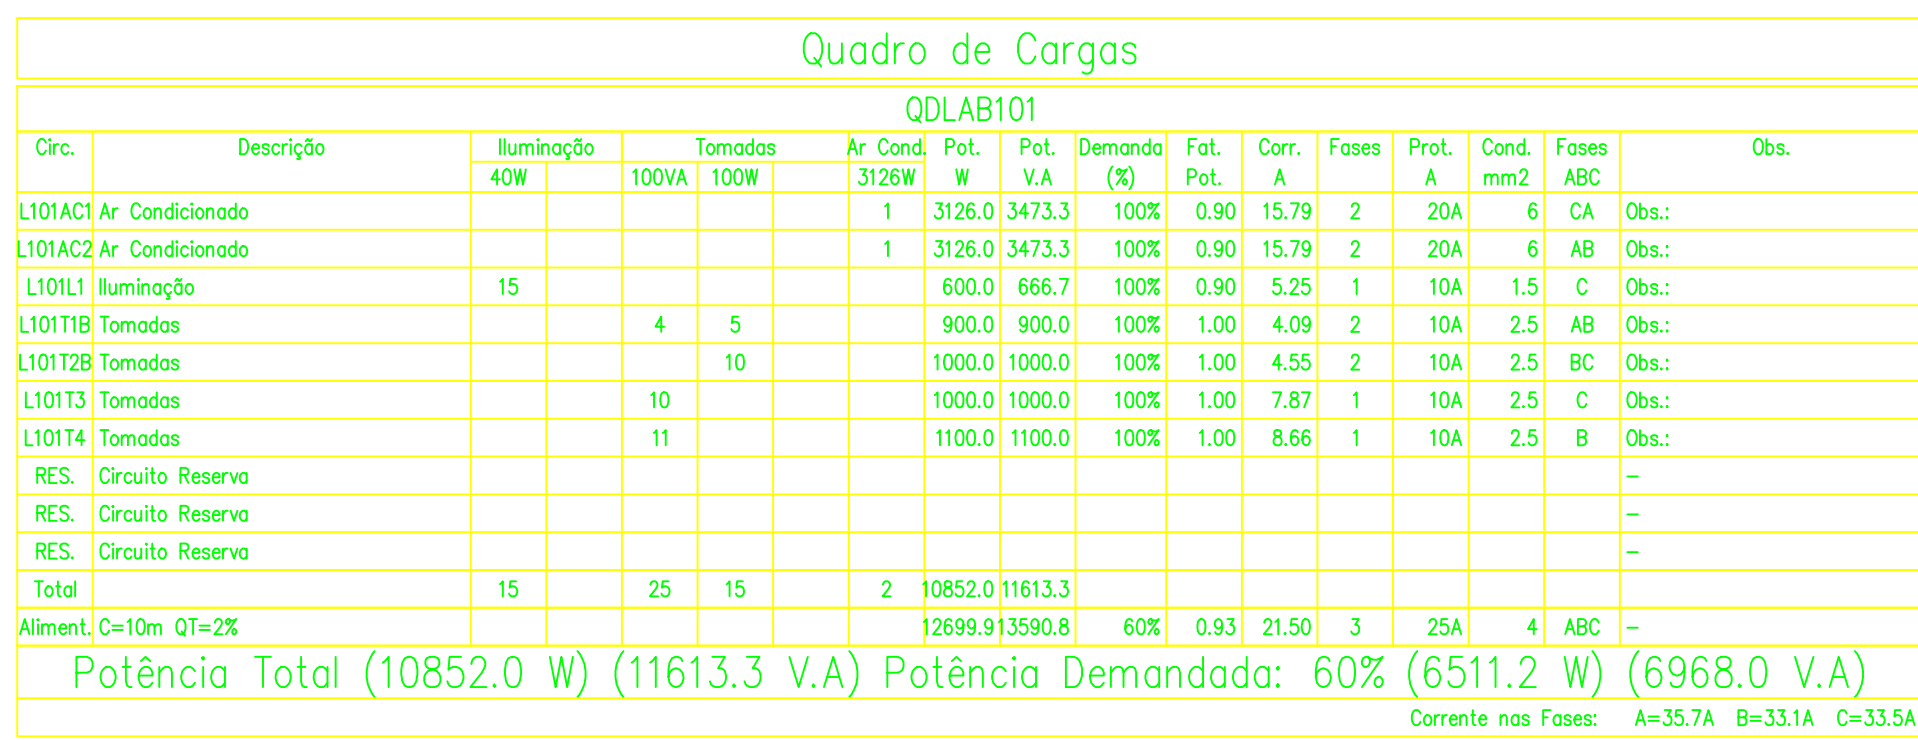 Quadro de Cargas
QDLAB101
Circ. Descrição Iluminação Tomadas Ar Cond. Pot. Pot. Demanda Fat. Corr. Fases Prot. Cond. Fases Obs.
40W 100VA 100W 3126W W V.A (%) Pot. A A mm2 ABC
L101AC1 Ar Condicionado 1 3126.0 3473.3 100% 0.90 15.79 2 20A 6 CA Obs.:
L101AC2 Ar Condicionado 1 3126.0 3473.3 100% 0.90 15.79 2 20A 6 AB Obs.:
L101L1 Iluminação 15 600.0 666.7 100% 0.90 5.25 1 10A 1.5 C Obs.:
L101T1B Tomadas 4 5 900.0 900.0 100% 1.00 4.09 2 10A 2.5 AB Obs.:
L101T2B Tomadas 10 1000.0 1000.0 100% 1.00 4.55 2 10A 2.5 BC Obs.:
L101T3 Tomadas 10 1000.0 1000.0 100% 1.00 7.87 1 10A 2.5 C Obs.:
L101T4 Tomadas 11 1100.0 1100.0 100% 1.00 8.66 1 10A 2.5 B Obs.:
RES. Circuito Reserva –
RES. Circuito Reserva –
RES. Circuito Reserva –
Total 15 25 15 2 10852.0 11613.3
Aliment. C=10m QT=2% 12699.9 13590.8 60% 0.93 21.50 3 25A 4 ABC –
Potência Total (10852.0 W) (11613.3 V.A) Potência Demandada: 60% (6511.2 W) (6968.0 V.A)
Corrente nas Fases: A=35.7A B=33.1A C=33.5A